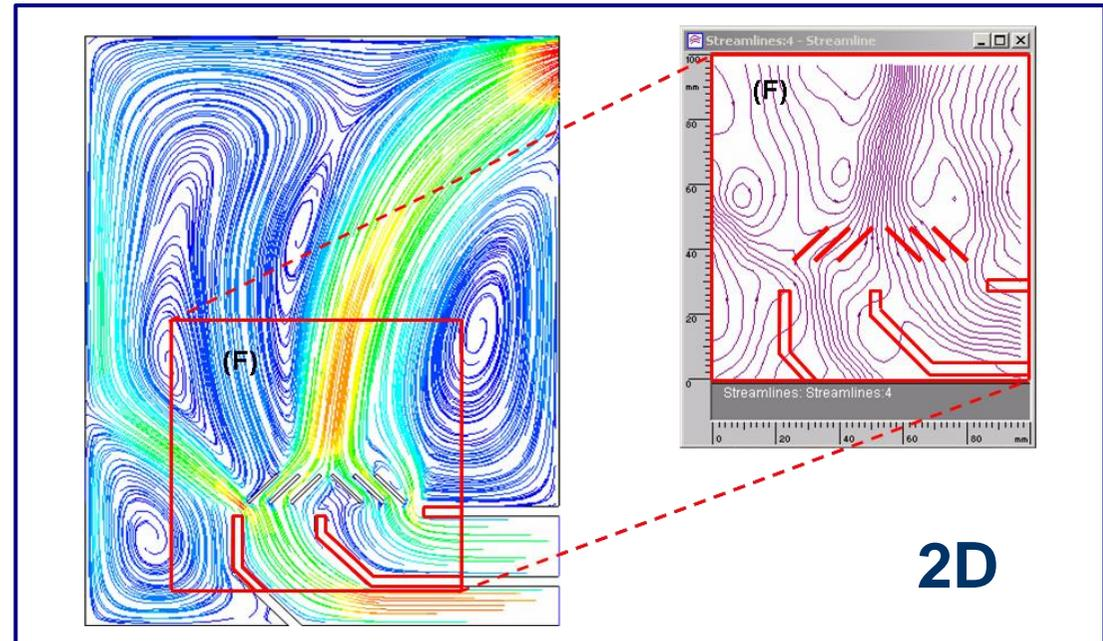 Streamlines:4 - Streamline
100
mm
(F)
80
60
40
20
0
Streamlines: Streamlines:4
0 20 40 60 80 mm
(F)
2D